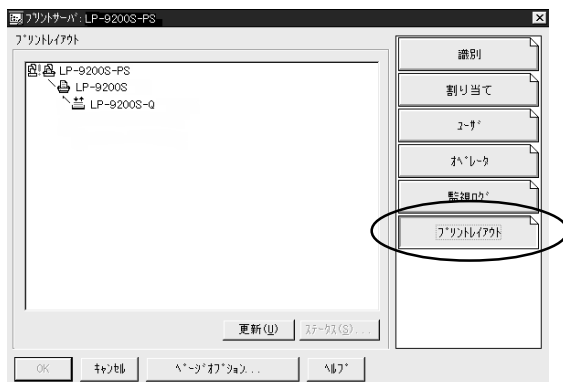 ﾌﾟﾘﾝﾄｻｰﾊﾞ: LP-9200S-PS
ﾌﾟﾘﾝﾄﾚｲｱｳﾄ
LP-9200S-PS
LP-9200S
LP-9200S-Q
更新(U)
ｽﾃｰﾀｽ(S)...
識別
割り当て
ﾕｰｻﾞ
ｵﾍﾟﾚｰﾀ
監視ﾛｸﾞ
ﾌﾟﾘﾝﾄﾚｲｱｳﾄ
OK
ｷｬﾝｾﾙ
ﾍﾟｰｼﾞｵﾌﾟｼｮﾝ...
ﾍﾙﾌﾟ